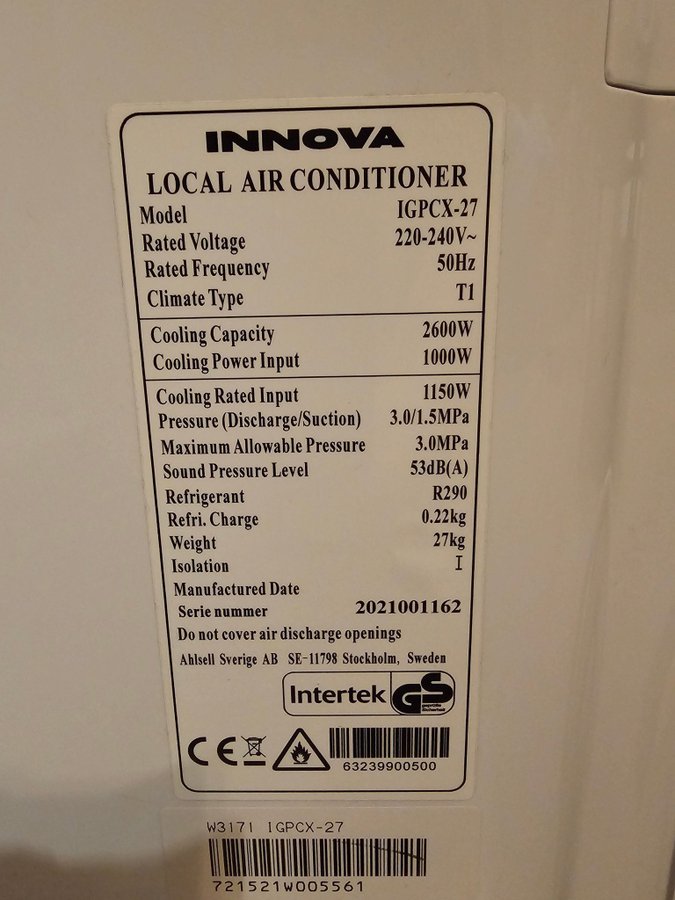 INNOVA
LOCAL AIR CONDITIONER
Model IGPCX-27
Rated Voltage 220-240V~
Rated Frequency 50Hz
Climate Type T1
Cooling Capacity 2600W
Cooling Power Input 1000W
Cooling Rated Input 1150W
Pressure (Discharge/Suction) 3.0/1.5MPa
Maximum Allowable Pressure 3.0MPa
Sound Pressure Level 53dB(A)
Refrigerant R290
Refri. Charge 0.22kg
Weight 27kg
Isolation I
Manufactured Date
Serie nummer 2021001162
Do not cover air discharge openings
Ahlsell Sverige AB SE-11798 Stockholm, Sweden
Intertek GS
geprüfte Sicherheit
CE
63239900500
W3171 IGPCX-27
721521W005561